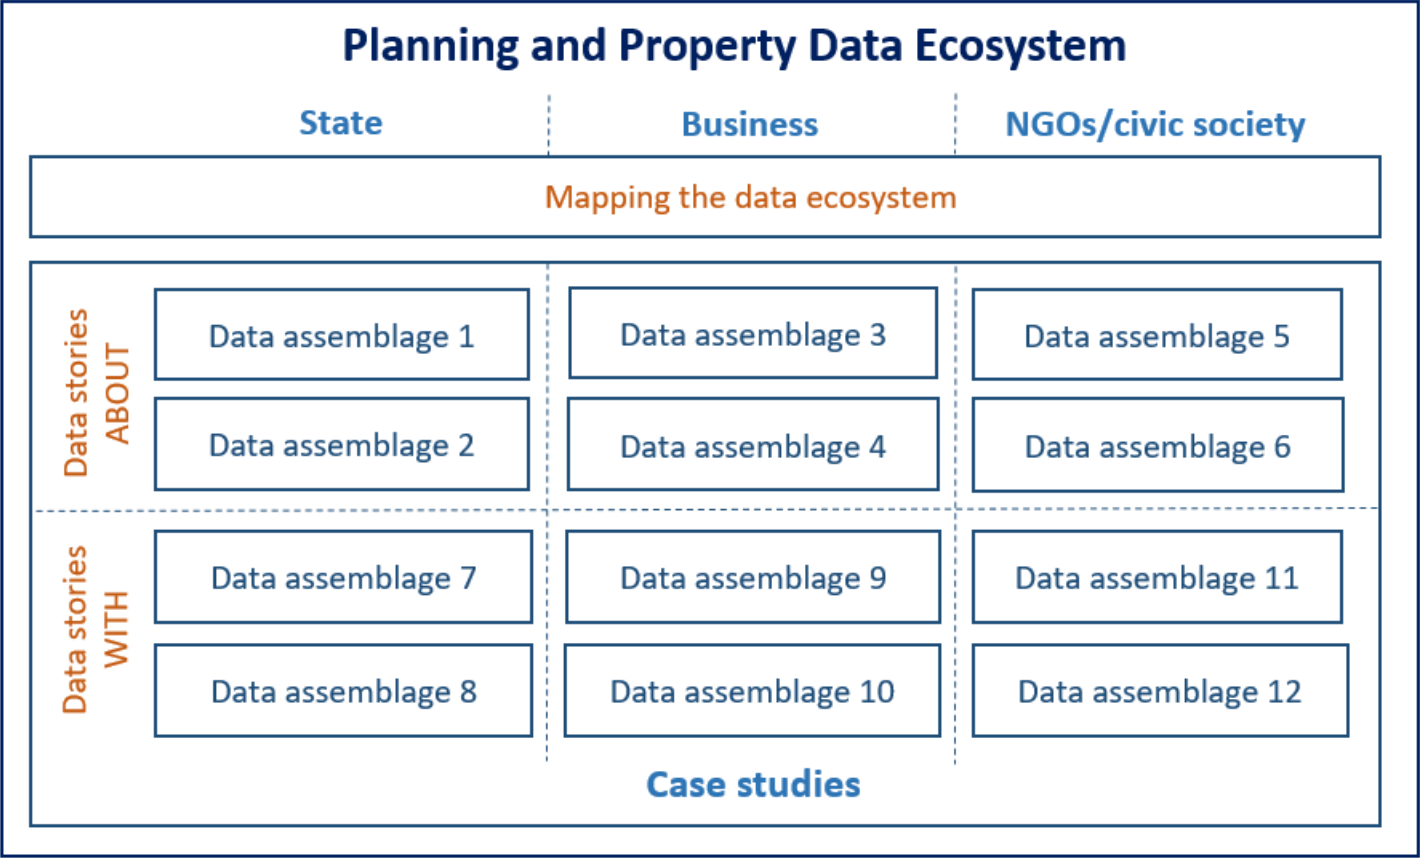 Planning and Property Data Ecosystem
State
Business
NGOs/civic society
Mapping the data ecosystem
Data stories
ABOUT
Data assemblage 1
Data assemblage 3
Data assemblage 5
Data assemblage 2
Data assemblage 4
Data assemblage 6
Data stories
WITH
Data assemblage 7
Data assemblage 9
Data assemblage 11
Data assemblage 8
Data assemblage 10
Data assemblage 12
Case studies